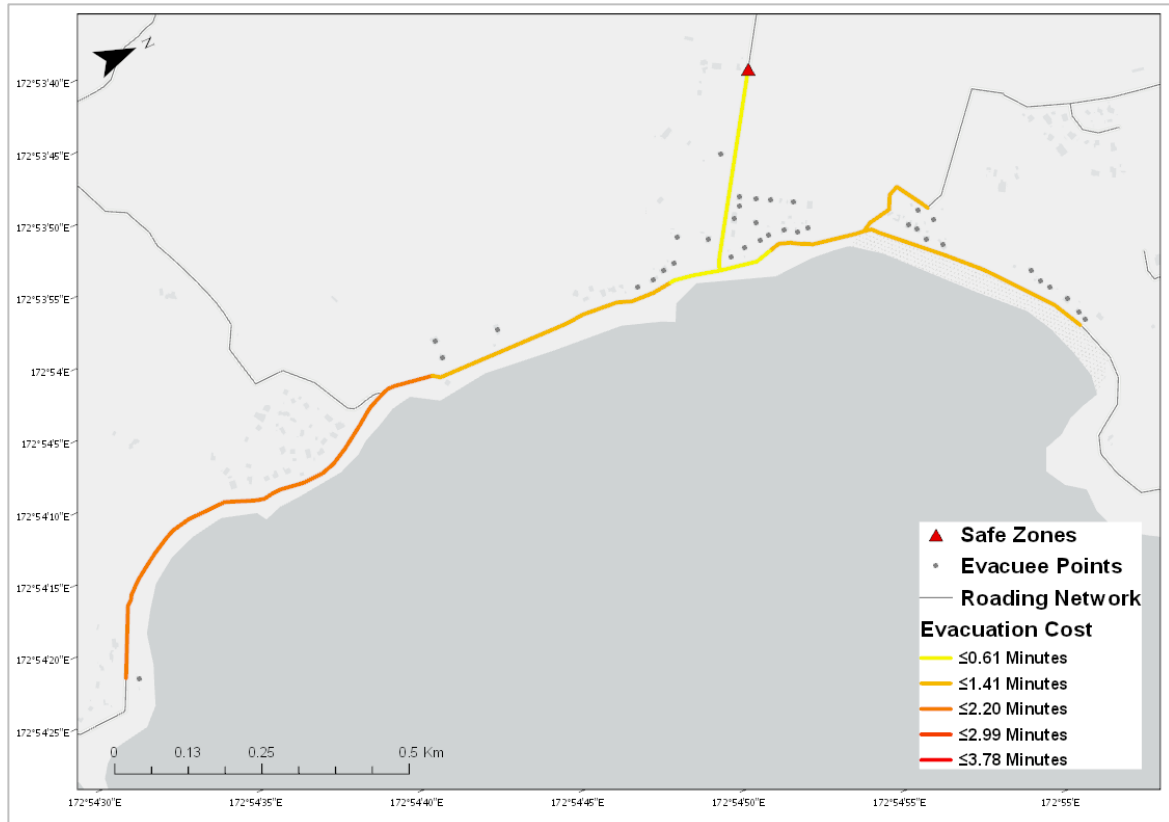 N
172°53'40"E
172°53'45"E
172°53'50"E
172°53'55"E
172°54'E
172°54'5"E
172°54'10"E
172°54'15"E
172°54'20"E
172°54'25"E
Safe Zones
Evacuee Points
Roading Network
Evacuation Cost
≤0.61 Minutes
≤1.41 Minutes
≤2.20 Minutes
≤2.99 Minutes
≤3.78 Minutes
0 0.13 0.25 0.5 Km
172°54'30"E 172°54'35"E 172°54'40"E 172°54'45"E 172°54'50"E 172°54'55"E 172°55'E